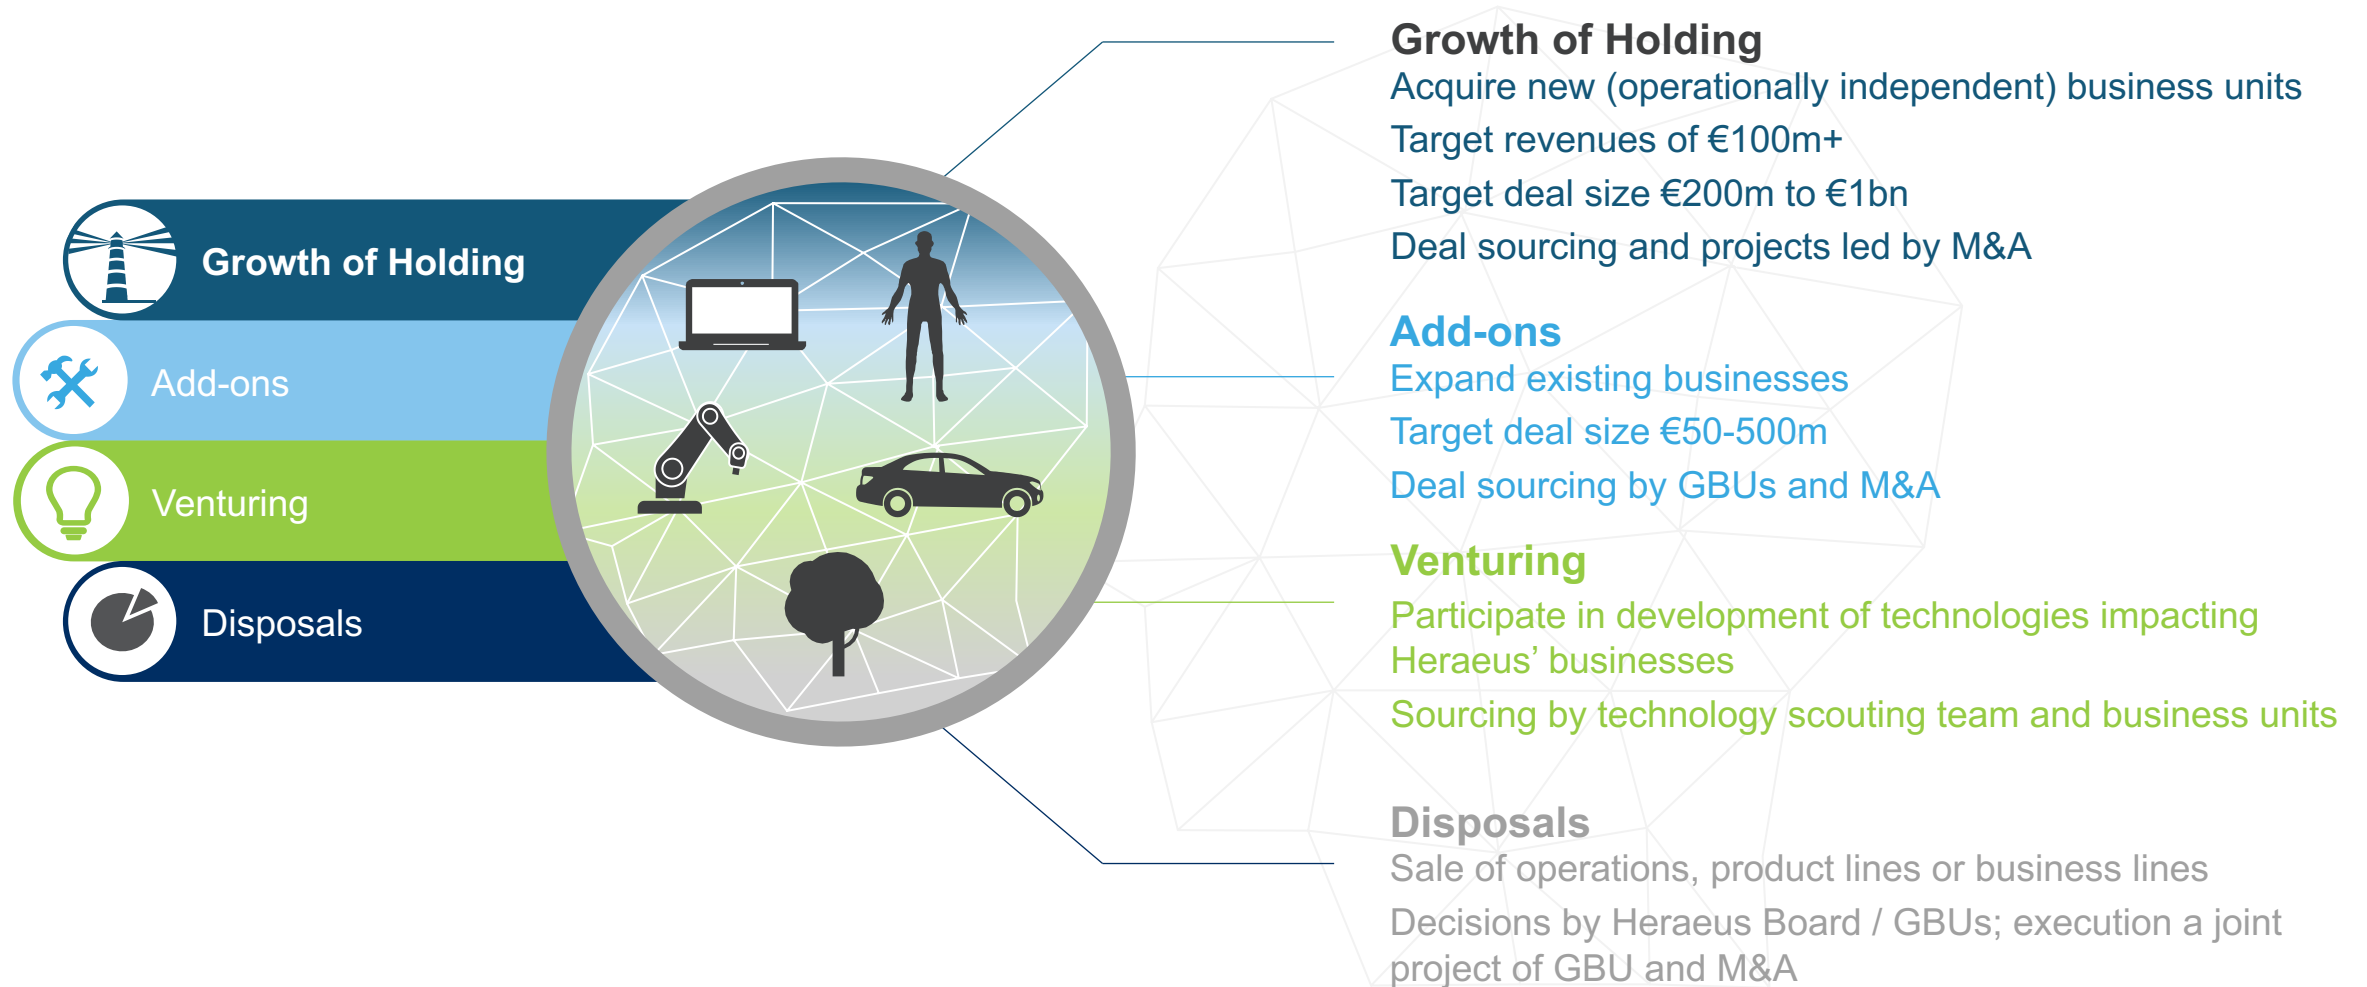 Growth of Holding
Add-ons
Venturing
Disposals
Growth of Holding
Acquire new (operationally independent) business units
Target revenues of €100m+
Target deal size €200m to €1bn
Deal sourcing and projects led by M&A
Add-ons
Expand existing businesses
Target deal size €50-500m
Deal sourcing by GBUs and M&A
Venturing
Participate in development of technologies impacting
Heraeus’ businesses
Sourcing by technology scouting team and business units
Disposals
Sale of operations, product lines or business lines
Decisions by Heraeus Board / GBUs; execution a joint
project of GBU and M&A